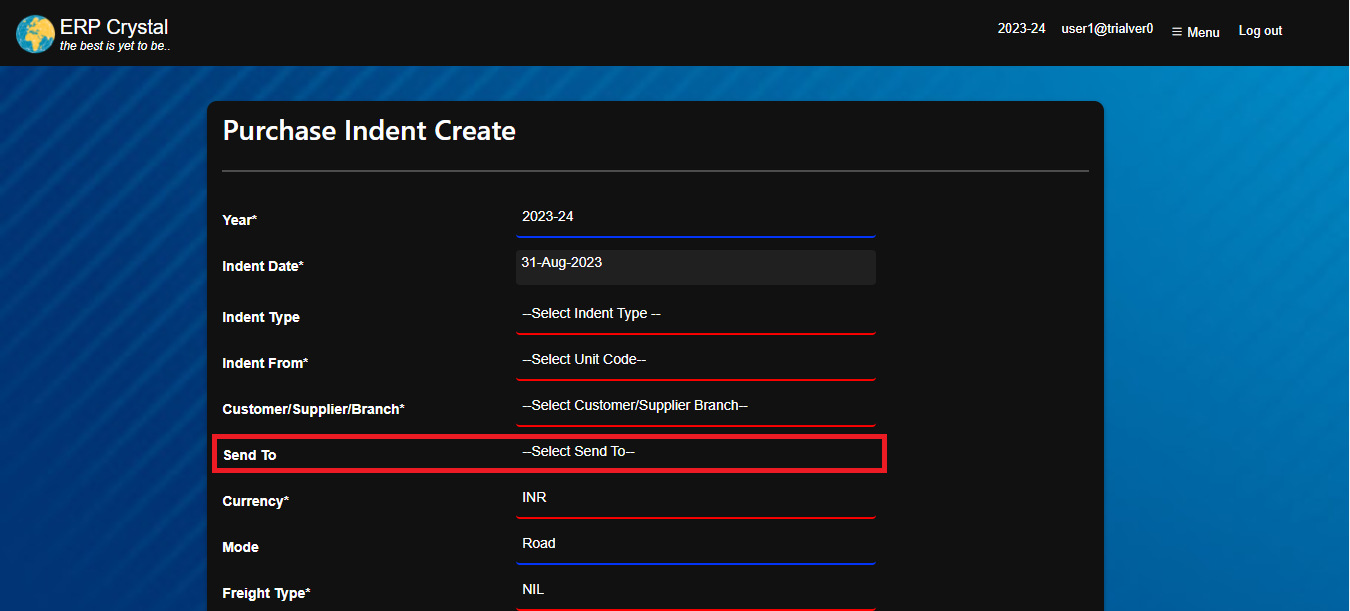 ERP Crystal
the best is yet to be..
2023-24 user1@trialver0 ☰ Menu Log out
Purchase Indent Create
Year* 2023-24
Indent Date* 31-Aug-2023
Indent Type --Select Indent Type --
Indent From* --Select Unit Code--
Customer/Supplier/Branch* --Select Customer/Supplier Branch--
Send To --Select Send To--
Currency* INR
Mode Road
Freight Type* NIL